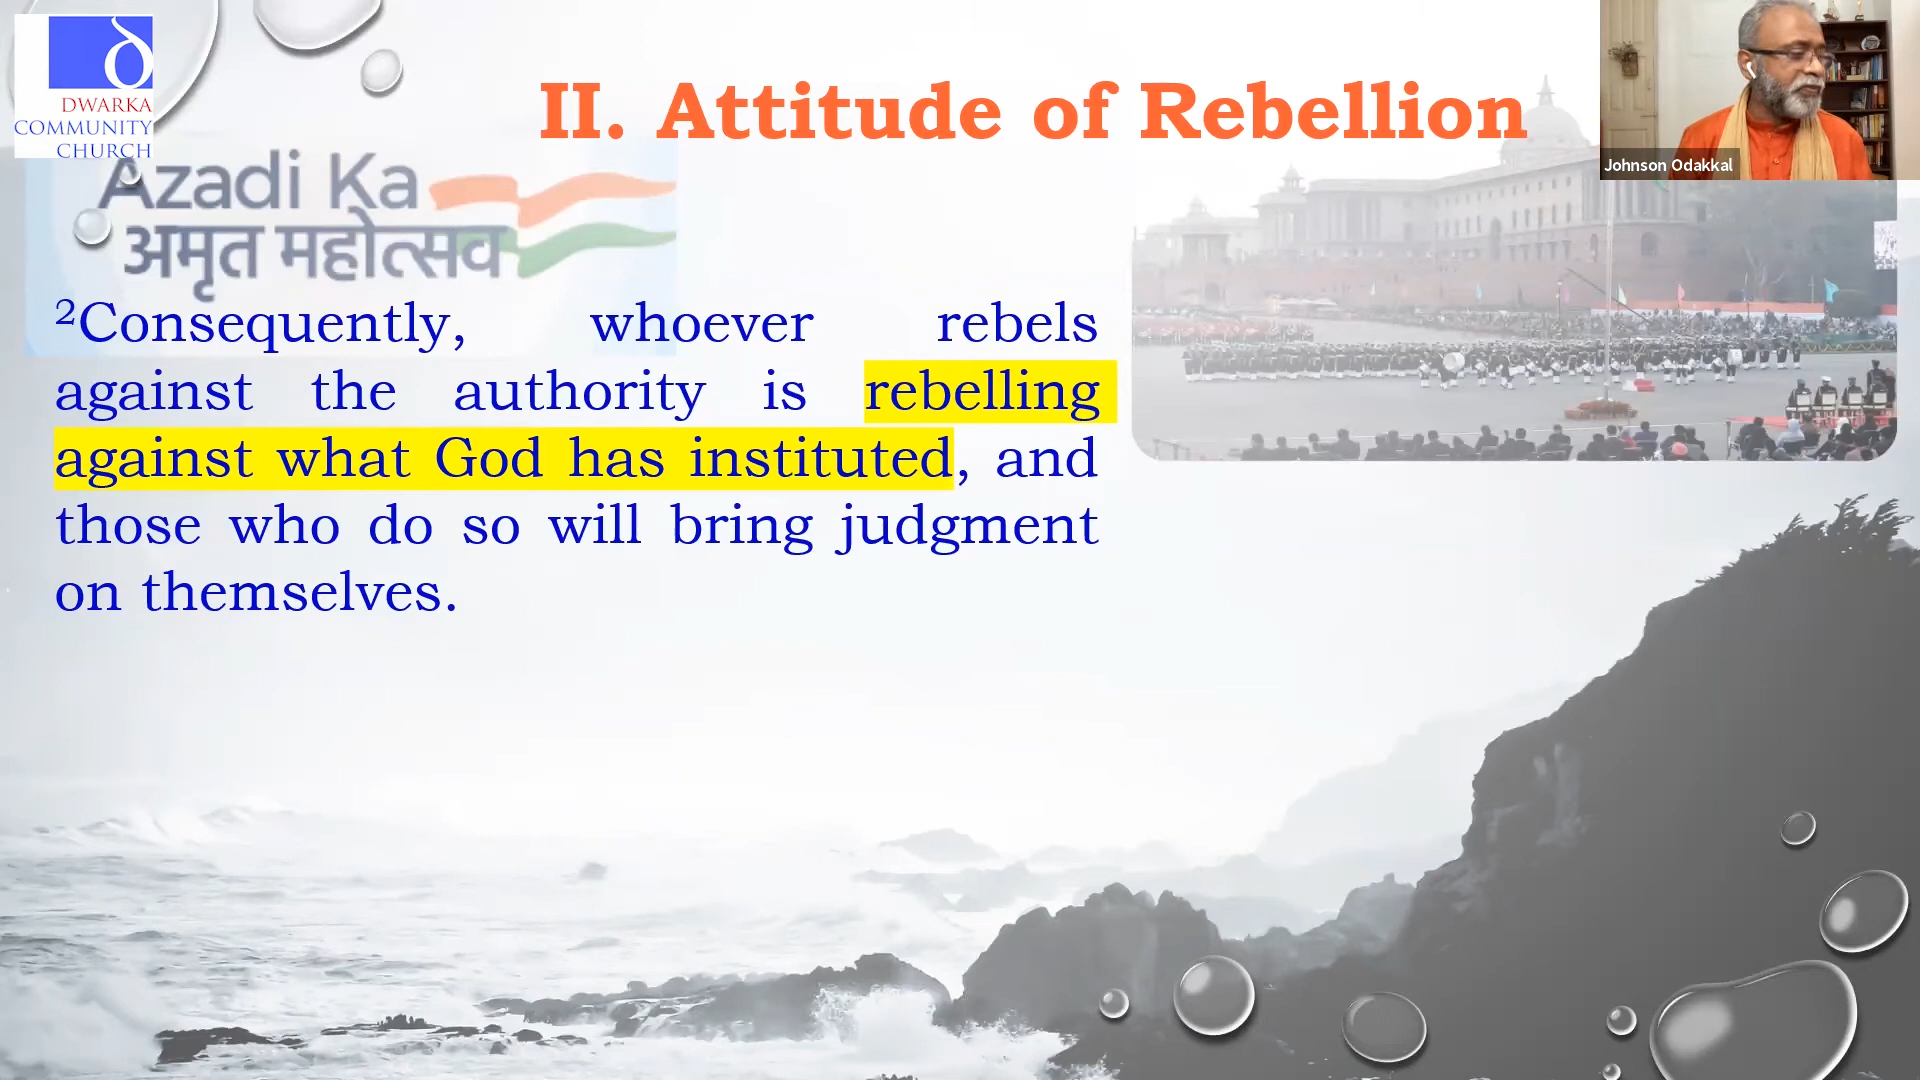 DWARKA
COMMUNITY
CHURCH
II. Attitude of Rebellion
Johnson Odakkal
Azadi Ka
अमृत महोत्सव
²Consequently, whoever rebels
against the authority is rebelling
against what God has instituted, and
those who do so will bring judgment
on themselves.